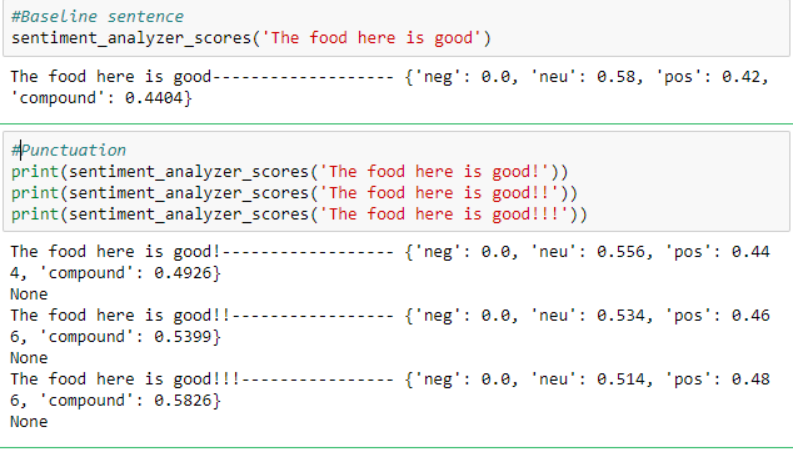 #Baseline sentence
sentiment_analyzer_scores('The food here is good')
The food here is good------------------- {'neg': 0.0, 'neu': 0.58, 'pos': 0.42,
'compound': 0.4404}
#Punctuation
print(sentiment_analyzer_scores('The food here is good!'))
print(sentiment_analyzer_scores('The food here is good!!'))
print(sentiment_analyzer_scores('The food here is good!!!'))
The food here is good!------------------ {'neg': 0.0, 'neu': 0.556, 'pos': 0.44
4, 'compound': 0.4926}
None
The food here is good!!----------------- {'neg': 0.0, 'neu': 0.534, 'pos': 0.46
6, 'compound': 0.5399}
None
The food here is good!!!---------------- {'neg': 0.0, 'neu': 0.514, 'pos': 0.48
6, 'compound': 0.5826}
None